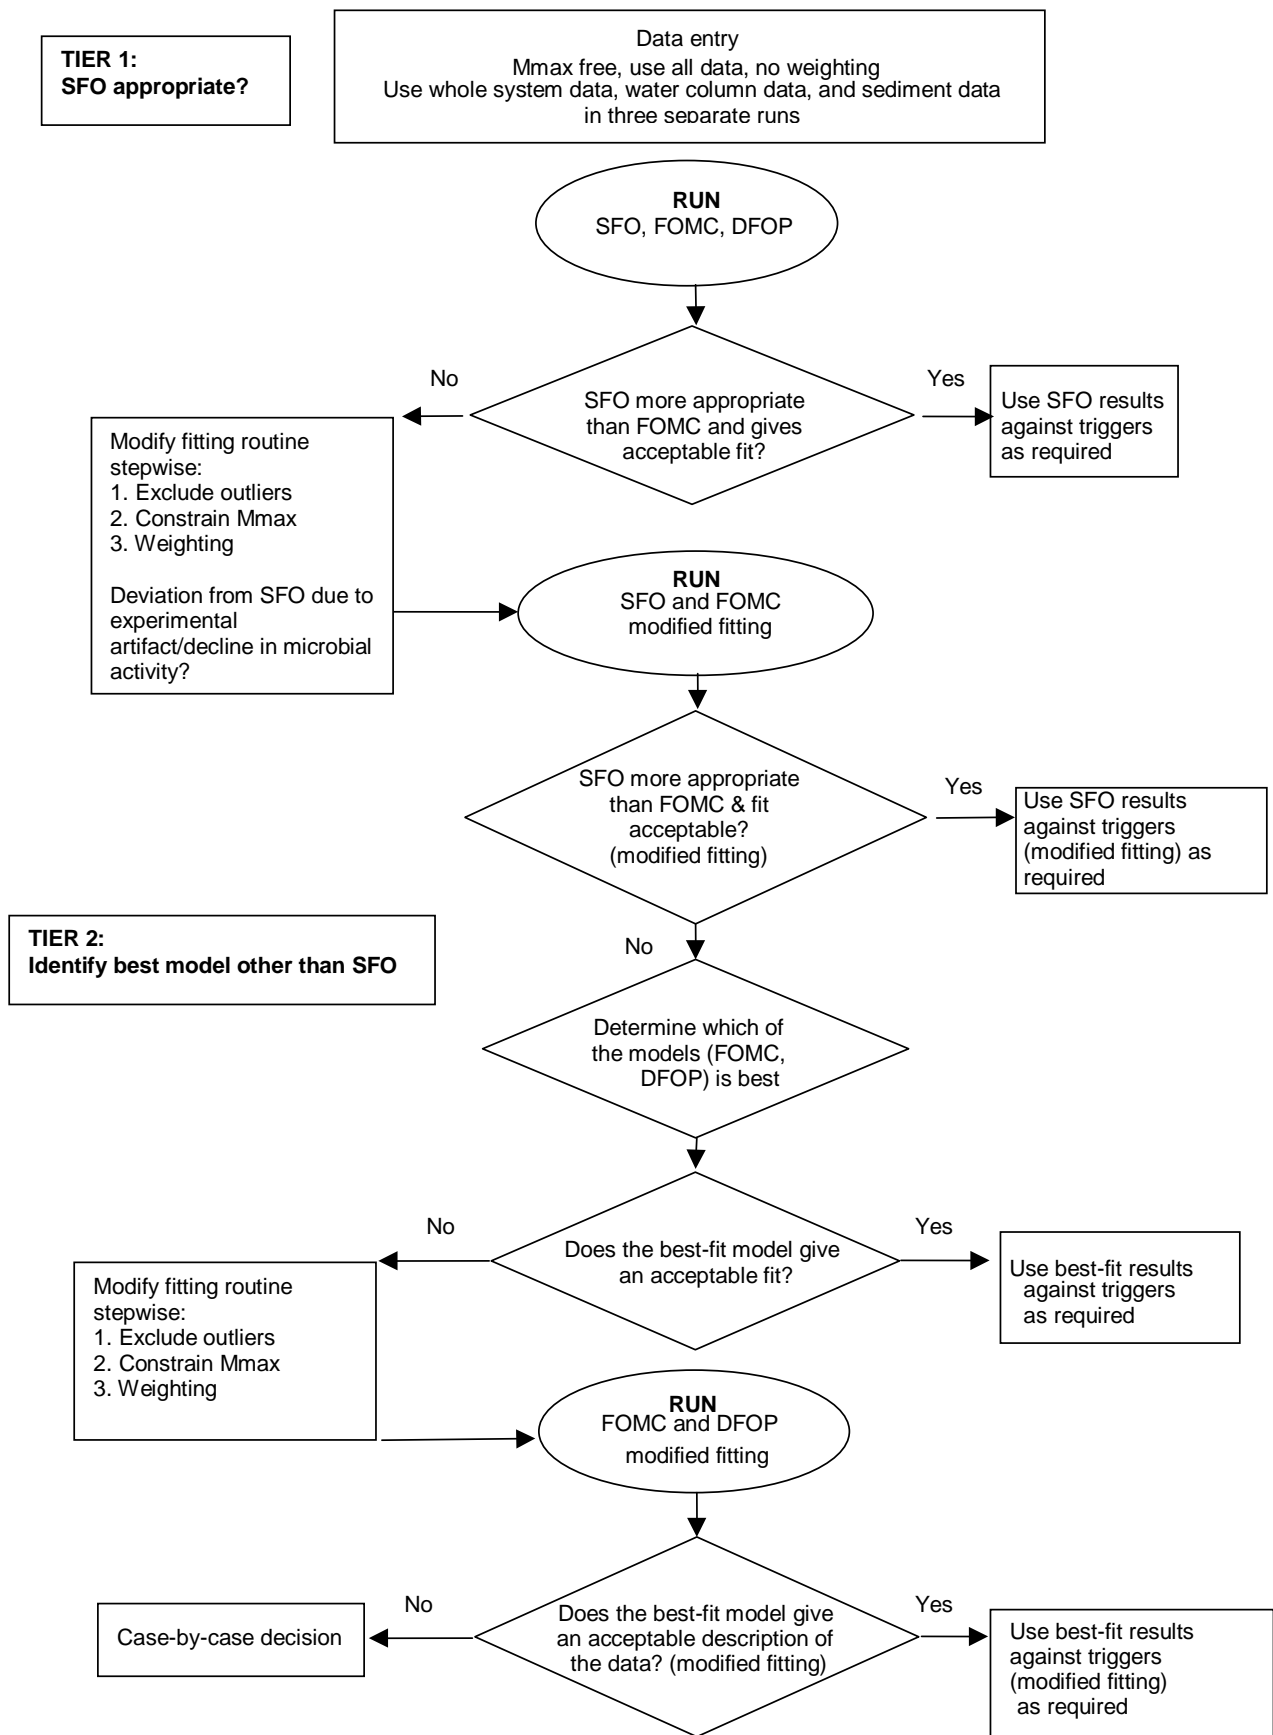 TIER 1:
SFO appropriate?
Data entry
Mmax free, use all data, no weighting
Use whole system data, water column data, and sediment data
in three separate runs
RUN
SFO, FOMC, DFOP
No
Yes
SFO more appropriate
than FOMC and gives
acceptable fit?
Use SFO results
against triggers
as required
Modify fitting routine
stepwise:
1. Exclude outliers
2. Constrain Mmax
3. Weighting
Deviation from SFO due to
experimental
artifact/decline in microbial
activity?
RUN
SFO and FOMC
modified fitting
SFO more appropriate
than FOMC & fit
acceptable?
(modified fitting)
Yes
Use SFO results
against triggers
(modified fitting) as
required
TIER 2:
Identify best model other than SFO
No
Determine which of
the models (FOMC,
DFOP) is best
No
Yes
Does the best-fit model give
an acceptable fit?
Use best-fit results
against triggers
as required
Modify fitting routine
stepwise:
1. Exclude outliers
2. Constrain Mmax
3. Weighting
RUN
FOMC and DFOP
modified fitting
No
Yes
Does the best-fit model give
an acceptable description of
the data? (modified fitting)
Case-by-case decision
Use best-fit results
against triggers
(modified fitting)
as required